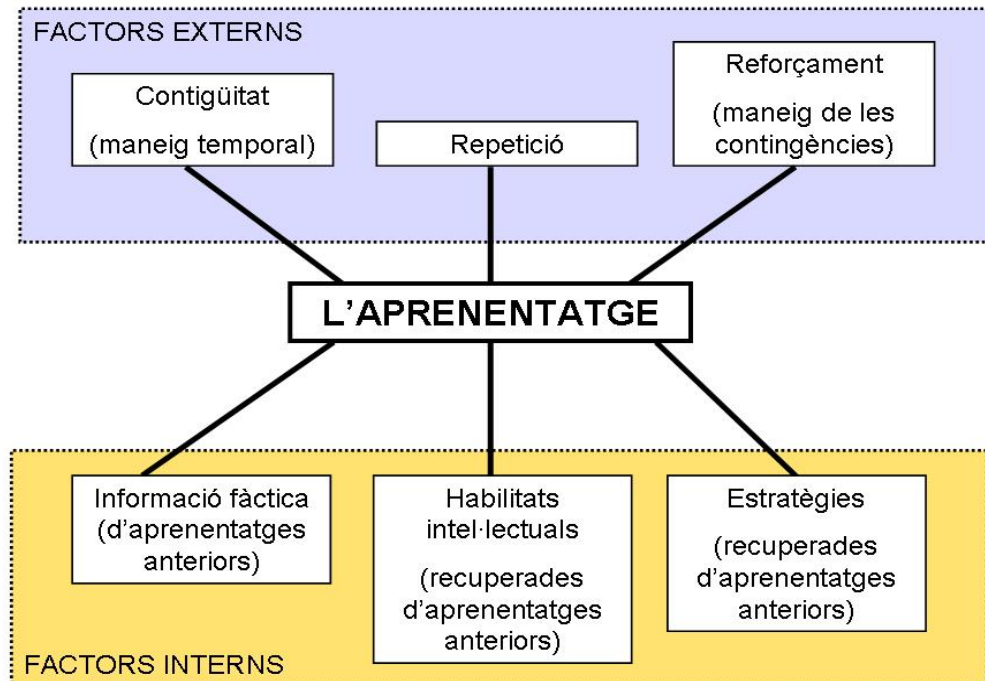 FACTORS EXTERNS
Contigüitat
(maneig temporal)
Repetició
Reforçament
(maneig de les
contingències)
L’APRENENTATGE
Informació fàctica
(d’aprenentatges
anteriors)
Habilitats
intel·lectuals
(recuperades
d’aprenentatges
anteriors)
Estratègies
(recuperades
d’aprenentatges
anteriors)
FACTORS INTERNS